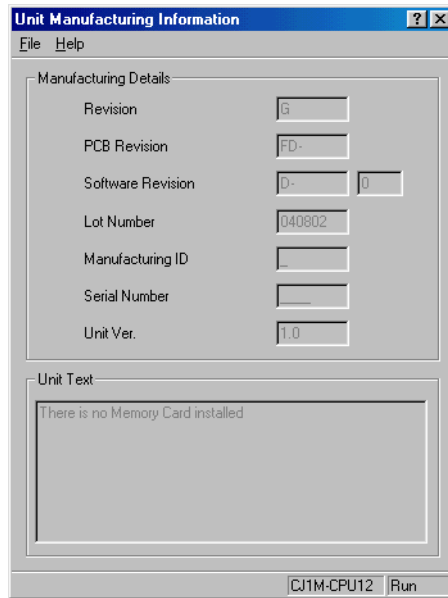 Unit Manufacturing Information
File Help
Manufacturing Details
Revision G
PCB Revision FD-
Software Revision D- 0
Lot Number 040802
Manufacturing ID _
Serial Number ____
Unit Ver. 1.0
Unit Text
There is no Memory Card installed
CJ1M-CPU12 Run